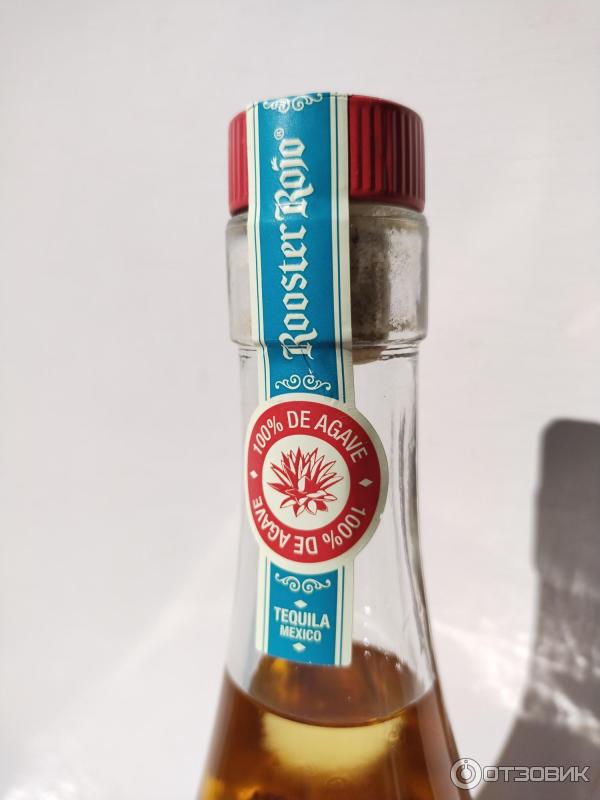 Rooster Rojo®
100% DE AGAVE
100% DE AGAVE
TEQUILA
MEXICO
ОТЗОВИК